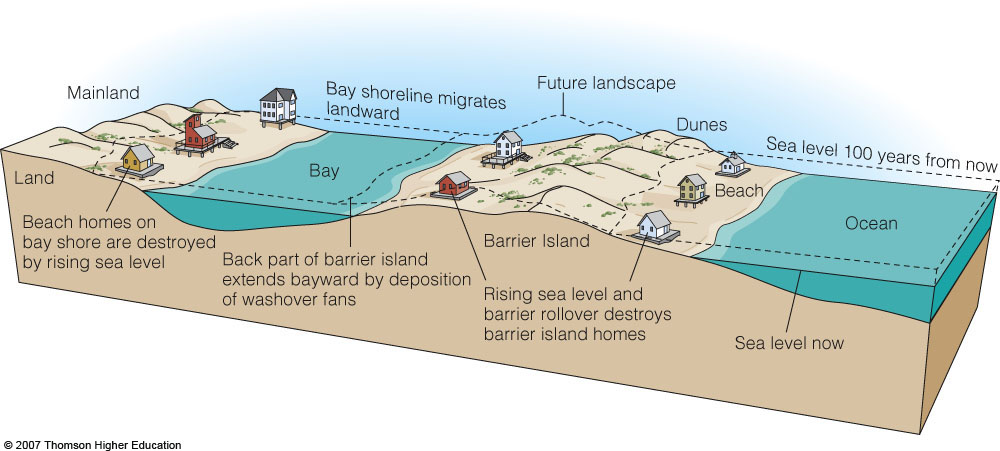 Mainland
Bay shoreline migrates
landward
Future landscape
Dunes
Sea level 100 years from now
Land
Bay
Beach
Ocean
Beach homes on
bay shore are destroyed
by rising sea level
Back part of barrier island
extends bayward by deposition
of washover fans
Barrier Island
Rising sea level and
barrier rollover destroys
barrier island homes
Sea level now
© 2007 Thomson Higher Education